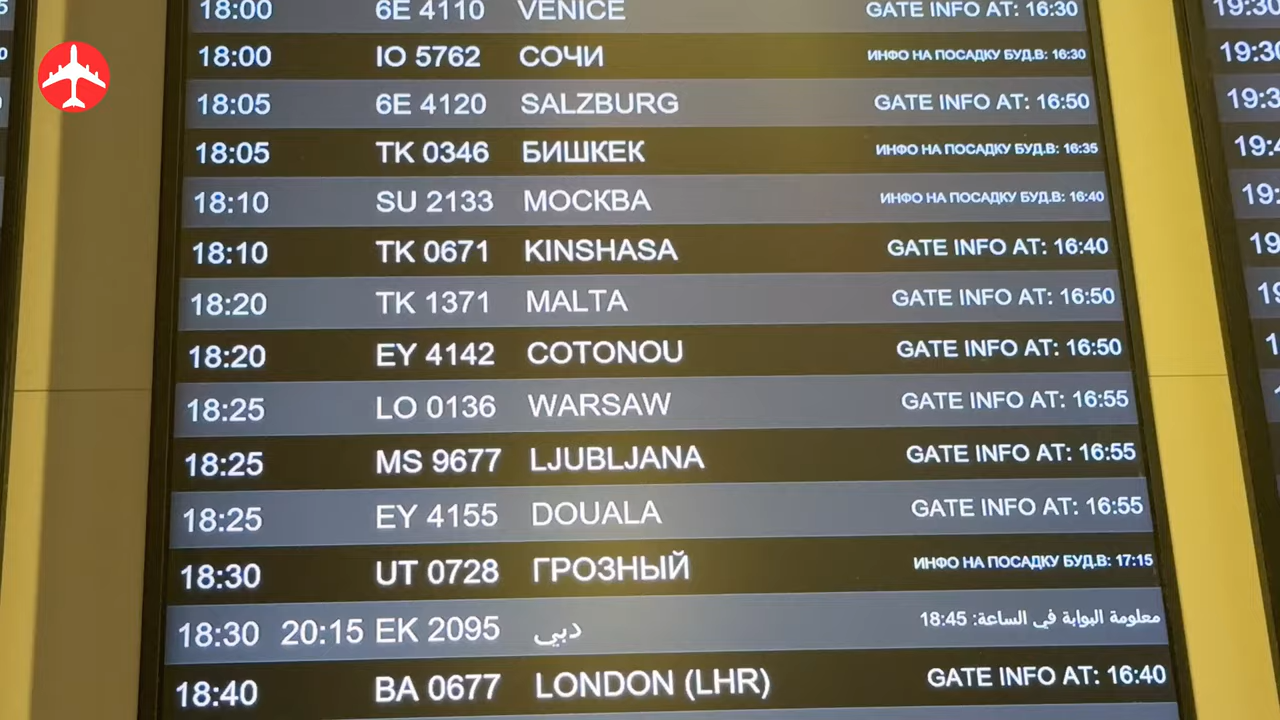 18:00 6E 4110 VENICE GATE INFO AT: 16:30
18:00 IO 5762 СОЧИ ИНФО НА ПОСАДКУ БУД.В: 16:30
18:05 6E 4120 SALZBURG GATE INFO AT: 16:50
18:05 TK 0346 БИШКЕК ИНФО НА ПОСАДКУ БУД.В: 16:35
18:10 SU 2133 МОСКВА ИНФО НА ПОСАДКУ БУД.В: 16:40
18:10 TK 0671 KINSHASA GATE INFO AT: 16:40
18:20 TK 1371 MALTA GATE INFO AT: 16:50
18:20 EY 4142 COTONOU GATE INFO AT: 16:50
18:25 LO 0136 WARSAW GATE INFO AT: 16:55
18:25 MS 9677 LJUBLJANA GATE INFO AT: 16:55
18:25 EY 4155 DOUALA GATE INFO AT: 16:55
18:30 UT 0728 ГРОЗНЫЙ ИНФО НА ПОСАДКУ БУД.В: 17:15
18:30 20:15 EK 2095 دبي معلومة البوابة في الساعة: 18:45
18:40 BA 0677 LONDON (LHR) GATE INFO AT: 16:40
19:30
19:30